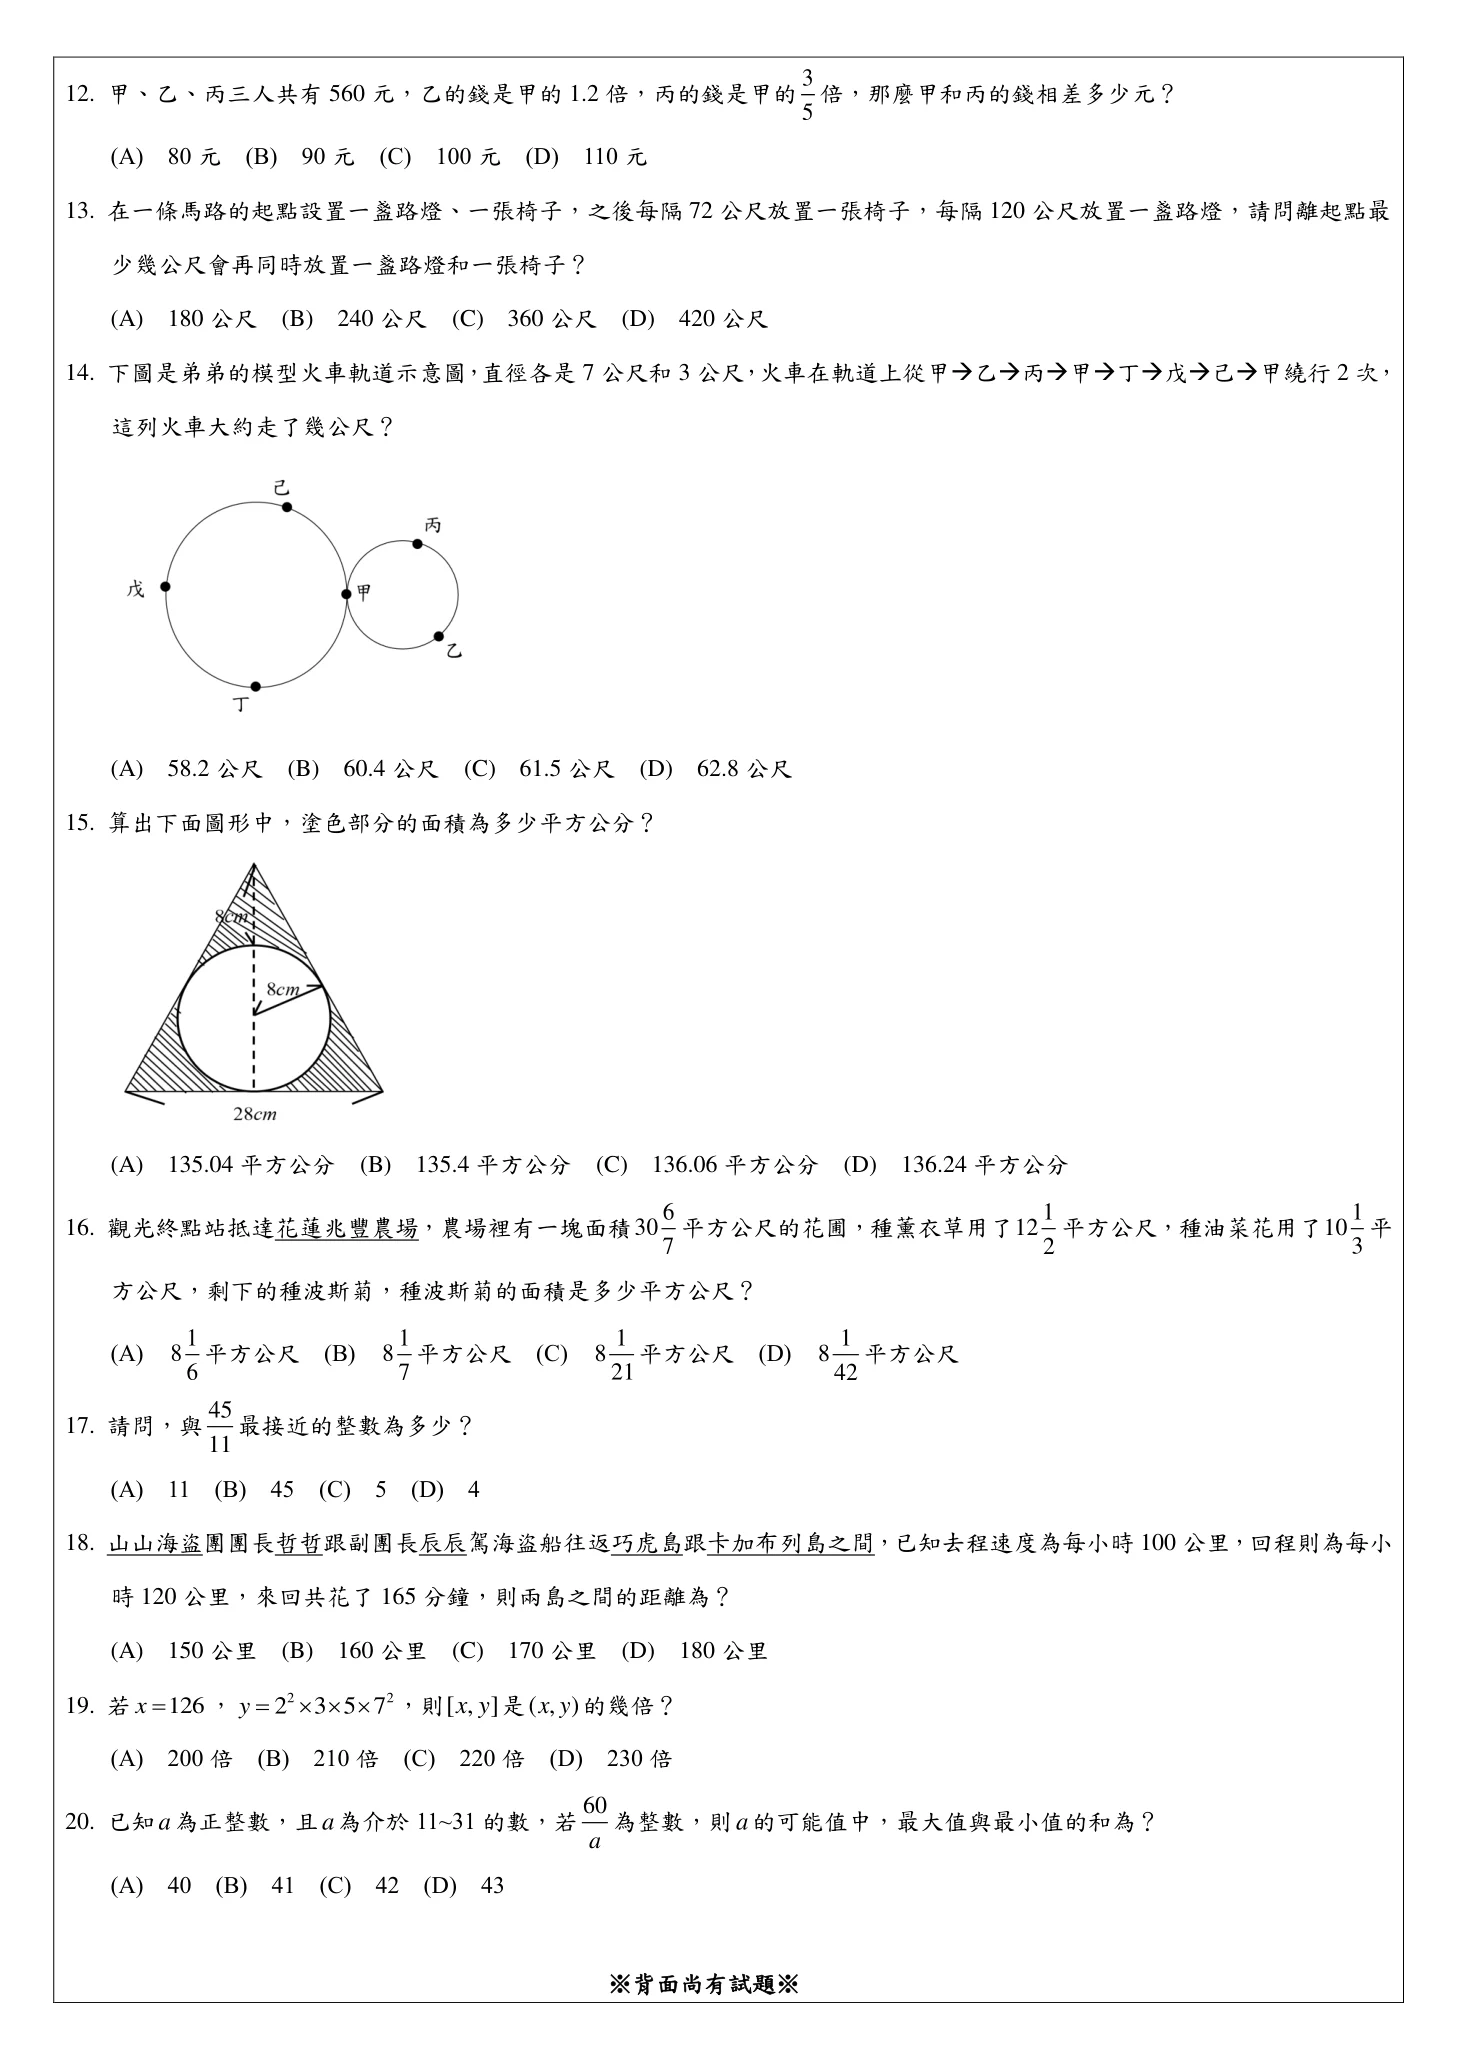 12. 甲、乙、丙三人共有 560 元，乙的錢是甲的 1.2 倍，丙的錢是甲的 3/5 倍，那麼甲和丙的錢相差多少元？
(A) 80 元 (B) 90 元 (C) 100 元 (D) 110 元
13. 在一條馬路的起點設置一盞路燈、一張椅子，之後每隔 72 公尺放置一張椅子，每隔 120 公尺放置一盞路燈，請問離起點最
少幾公尺會再同時放置一盞路燈和一張椅子？
(A) 180 公尺 (B) 240 公尺 (C) 360 公尺 (D) 420 公尺
14. 下圖是弟弟的模型火車軌道示意圖，直徑各是 7 公尺和 3 公尺，火車在軌道上從甲→乙→丙→甲→丁→戊→己→甲繞行 2 次，
這列火車大約走了幾公尺？
己
丙
戊
甲
乙
丁
(A) 58.2 公尺 (B) 60.4 公尺 (C) 61.5 公尺 (D) 62.8 公尺
15. 算出下面圖形中，塗色部分的面積為多少平方公分？
8cm
8cm
28cm
(A) 135.04 平方公分 (B) 135.4 平方公分 (C) 136.06 平方公分 (D) 136.24 平方公分
16. 觀光終點站抵達花蓮兆豐農場，農場裡有一塊面積 30 6/7 平方公尺的花圃，種薰衣草用了 12 1/2 平方公尺，種油菜花用了 10 1/3 平
方公尺，剩下的種波斯菊，種波斯菊的面積是多少平方公尺？
(A) 8 1/6 平方公尺 (B) 8 1/7 平方公尺 (C) 8 1/21 平方公尺 (D) 8 1/42 平方公尺
17. 請問，與 45/11 最接近的整數為多少？
(A) 11 (B) 45 (C) 5 (D) 4
18. 山山海盜團團長哲哲跟副團長辰辰駕海盜船往返巧虎島跟卡加布列島之間，已知去程速度為每小時 100 公里，回程則為每小
時 120 公里，來回共花了 165 分鐘，則兩島之間的距離為？
(A) 150 公里 (B) 160 公里 (C) 170 公里 (D) 180 公里
19. 若 x=126，y=2²×3×5×7²，則[x, y]是(x, y)的幾倍？
(A) 200 倍 (B) 210 倍 (C) 220 倍 (D) 230 倍
20. 已知 a 為正整數，且 a 為介於 11~31 的數，若 60/a 為整數，則 a 的可能值中，最大值與最小值的和為？
(A) 40 (B) 41 (C) 42 (D) 43
※背面尚有試題※